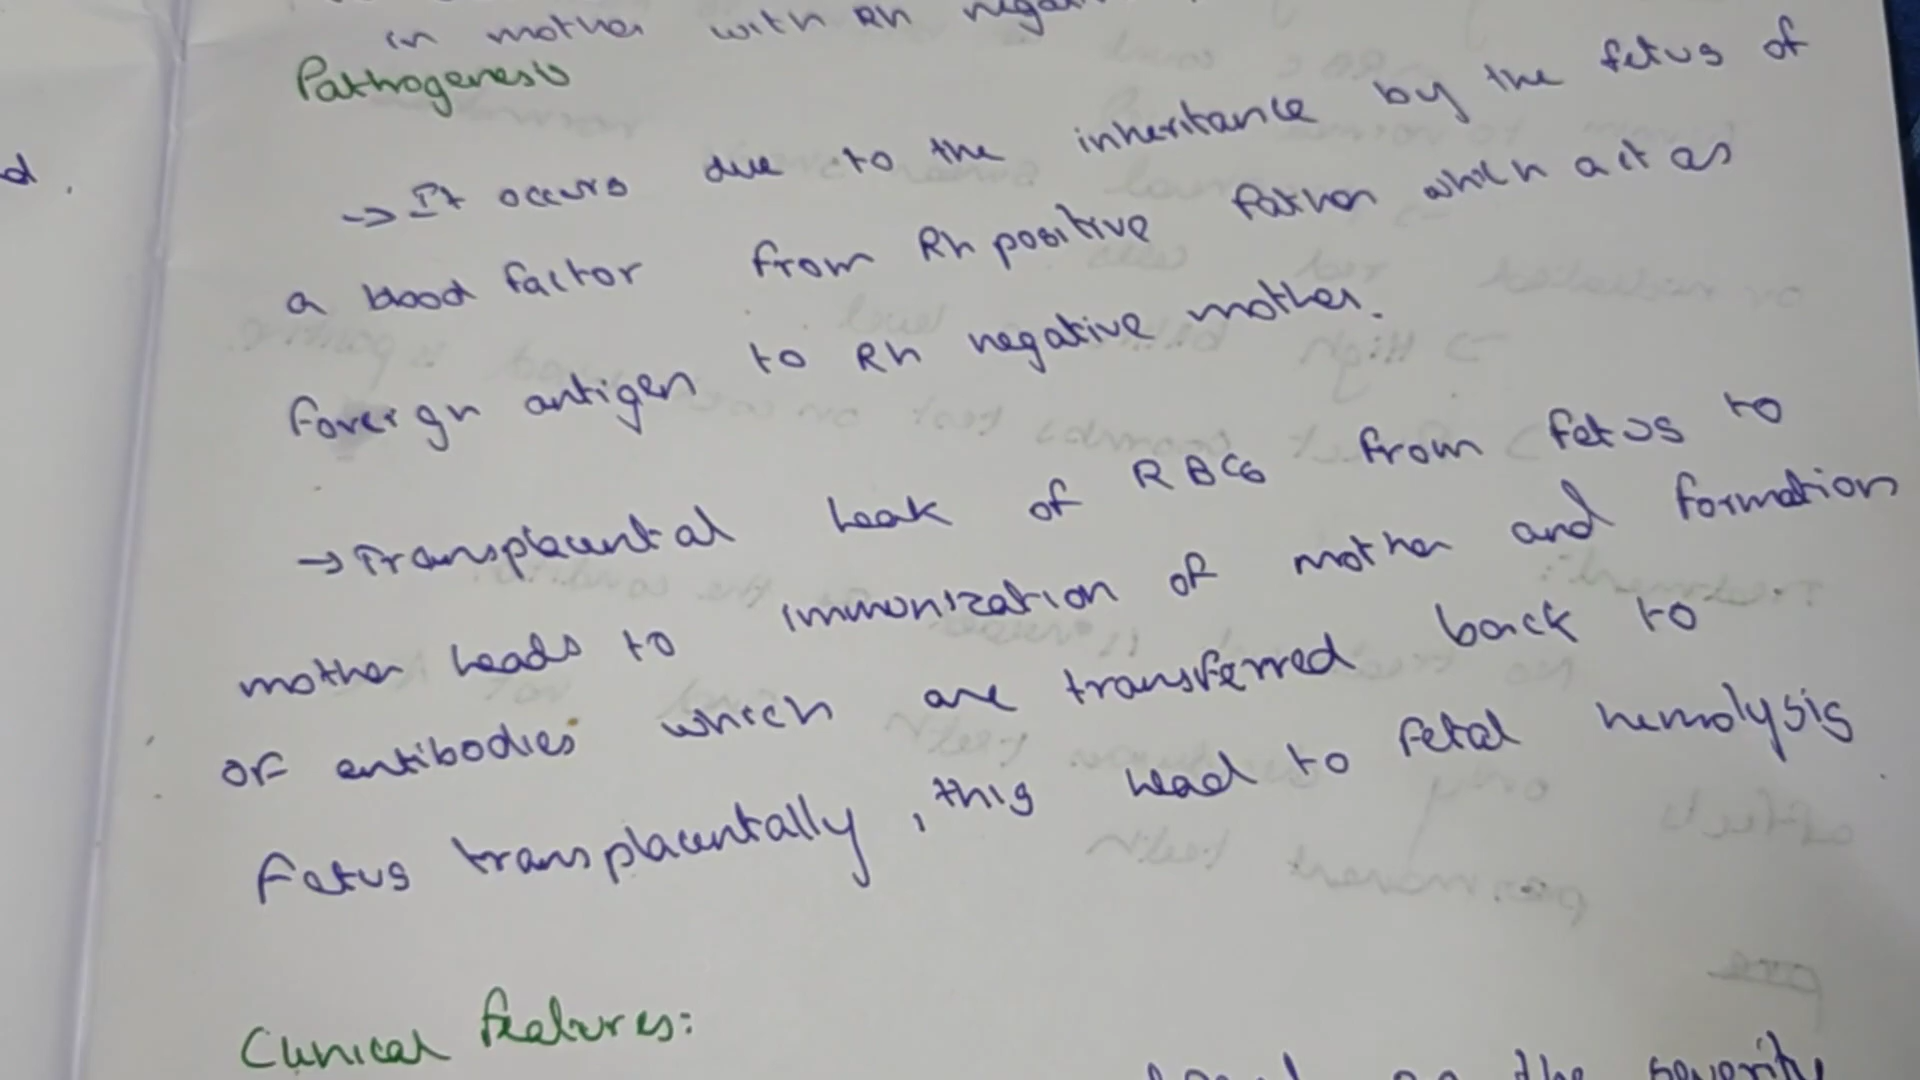 in mother with Rh
Pathogenesis
→ It occurs due to the inheritance by the fetus of
a blood factor from Rh positive father which act as
foreign antigen to Rh negative mother.
→ Transplacental leak of RBCs from fetus to
mother leads to immunization of mother and formation
of antibodies which are transferred back to
fetus transplacentally, this lead to fetal hemolysis
Clinical features:
the severity
d.